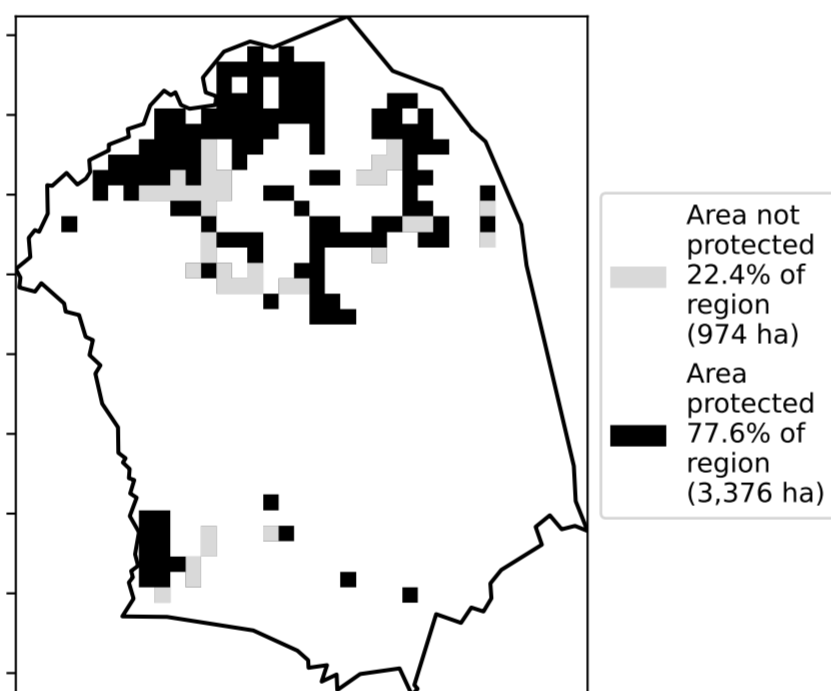 Area not
protected
22.4% of
region
(974 ha)
Area
protected
77.6% of
region
(3,376 ha)